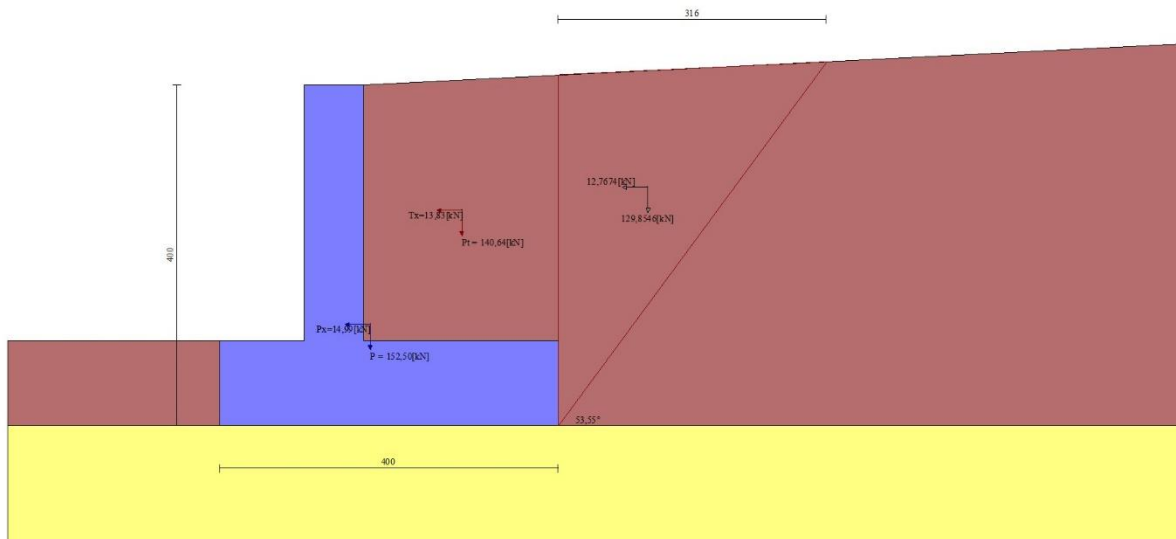 316
400
12,7674[kN]
129,8546[kN]
Tx=13,83[kN]
Pt = 140,64[kN]
Px=14,99[kN]
P = 152,50[kN]
53,55°
400